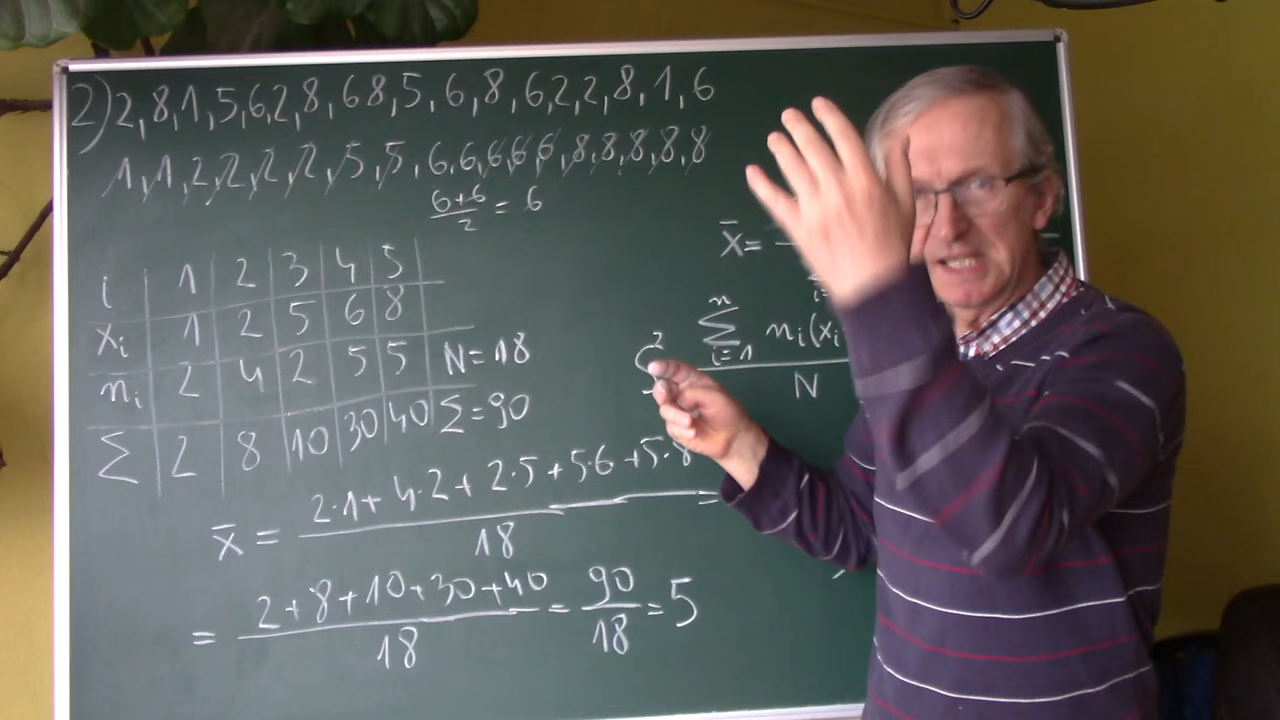 2) 2, 8, 1, 5, 6, 2, 8, 6 8, 5, 6, 8, 6, 2, 2, 8, 1, 6
1, 1, 2, 2, 2, 2, 5, 5, 6, 6, 6, 6, 6, 8, 8, 8, 8, 8
6+6
2
= 6
i 1 2 3 4 5
xᵢ 1 2 5 6 8
nᵢ 2 4 2 5 5 N=18
Σ 2 8 10 30 40 Σ=90
x̄ =
n
Σ nᵢ(xᵢ
i=1
N
2
x̄ = 2·1+4·2+2·5+5·6+5·8 =
18
= 2+8+10+30+40 = 90 = 5
18 18